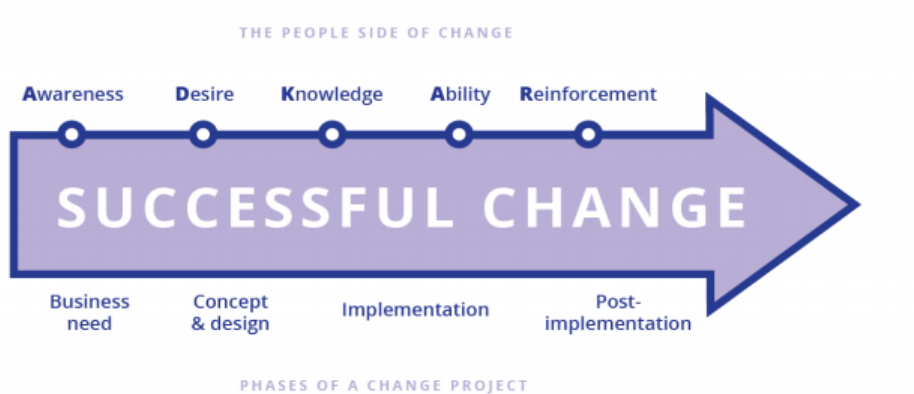 THE PEOPLE SIDE OF CHANGE
Awareness Desire Knowledge Ability Reinforcement
SUCCESSFUL CHANGE
Business need
Concept & design
Implementation
Post-implementation
PHASES OF A CHANGE PROJECT